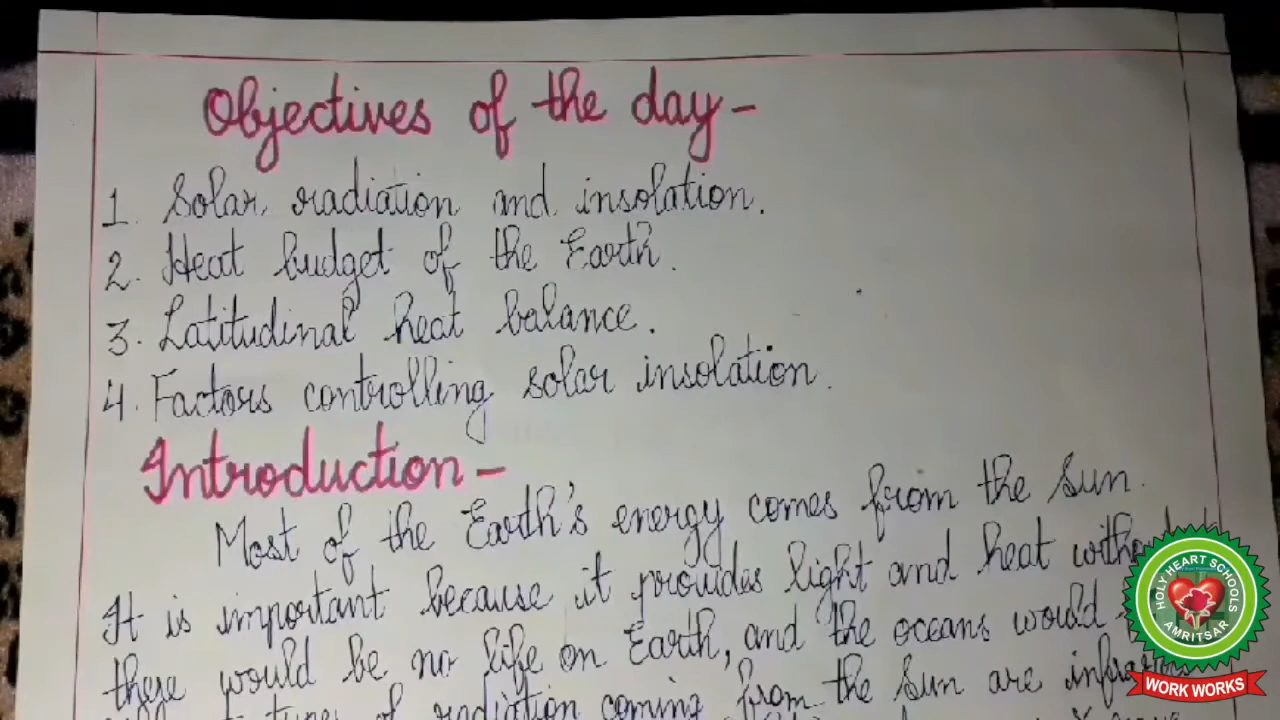 Objectives of the day -
1. Solar radiation and insolation.
2. Heat budget of the Earth.
3. Latitudinal heat balance.
4. Factors controlling solar insolation.
Introduction -
Most of the Earth's energy comes from the Sun.
It is important because it provides light and heat
there would be no life on Earth, and the oceans would
of radiation coming from the Sun are
HOLY HEART SCHOOLS
AMRITSAR
WORK WORKS